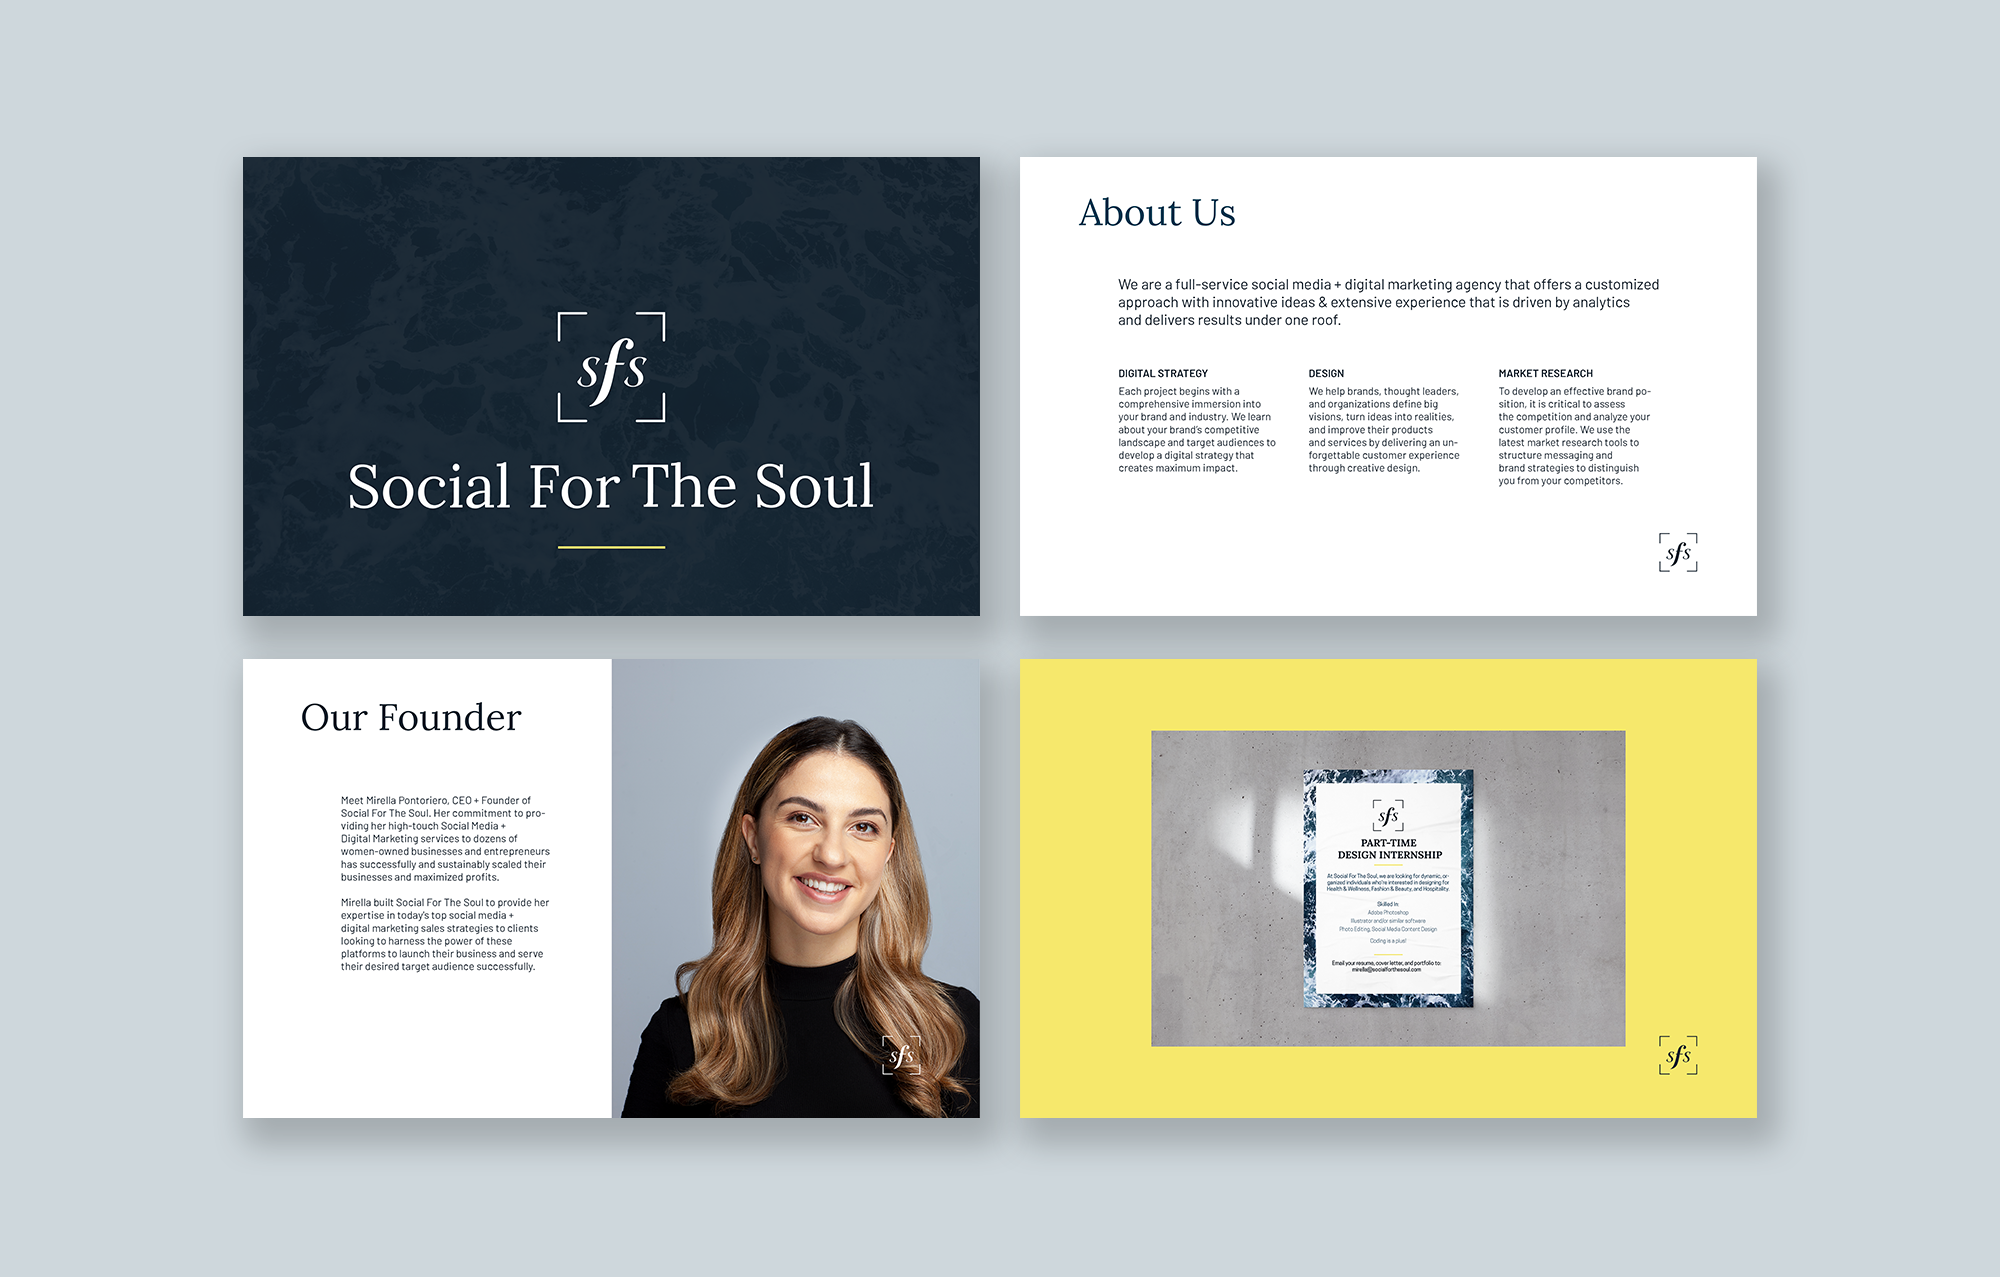 sfs
Social For The Soul
About Us
We are a full-service social media + digital marketing agency that offers a customized
approach with innovative ideas & extensive experience that is driven by analytics
and delivers results under one roof.
DIGITAL STRATEGY
Each project begins with a
comprehensive immersion into
your brand and industry. We learn
about your brand's competitive
landscape and target audiences to
develop a digital strategy that
creates maximum impact.
DESIGN
We help brands, thought leaders,
and organizations define big
visions, turn ideas into realities,
and improve their products
and services by delivering an un-
forgettable customer experience
through creative design.
MARKET RESEARCH
To develop an effective brand po-
sition, it is critical to assess
the competition and analyze your
customer profile. We use the
latest market research tools to
structure messaging and
brand strategies to distinguish
you from your competitors.
sfs
Our Founder
Meet Mirella Pontoriero, CEO + Founder of
Social For The Soul. Her commitment to pro-
viding her high-touch Social Media +
Digital Marketing services to dozens of
women-owned businesses and entrepreneurs
has successfully and sustainably scaled their
businesses and maximized profits.
Mirella built Social For The Soul to provide her
expertise in today's top social media +
digital marketing sales strategies to clients
looking to harness the power of these
platforms to launch their business and serve
their desired target audience successfully.
sfs
sfs
PART-TIME
DESIGN INTERNSHIP
At Social For The Soul, we are looking for dynamic, or-
ganized individuals who're interested in designing for
Health & Wellness, Fashion & Beauty, and Hospitality.
Skilled In:
Adobe Photoshop
Illustrator and/or similar software
Photo Editing, Social Media Content Design
Coding is a plus!
Email your resume, cover letter, and portfolio to:
mirella@socialforthesoul.com
sfs